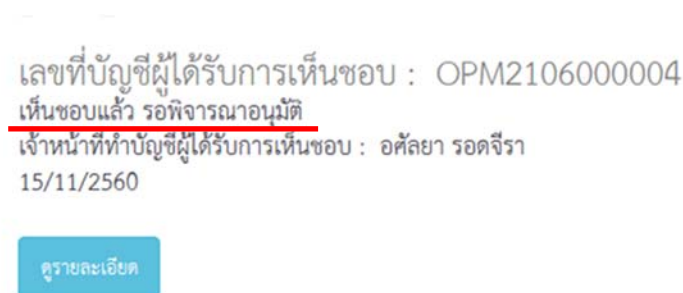 เลขที่บัญชีผู้ได้รับการเห็นชอบ : OPM2106000004
เห็นชอบแล้ว รอพิจารณาอนุมัติ
เจ้าหน้าที่ทำบัญชีผู้ได้รับการเห็นชอบ : อศัลยา รอดจีรา
15/11/2560
ดูรายละเอียด